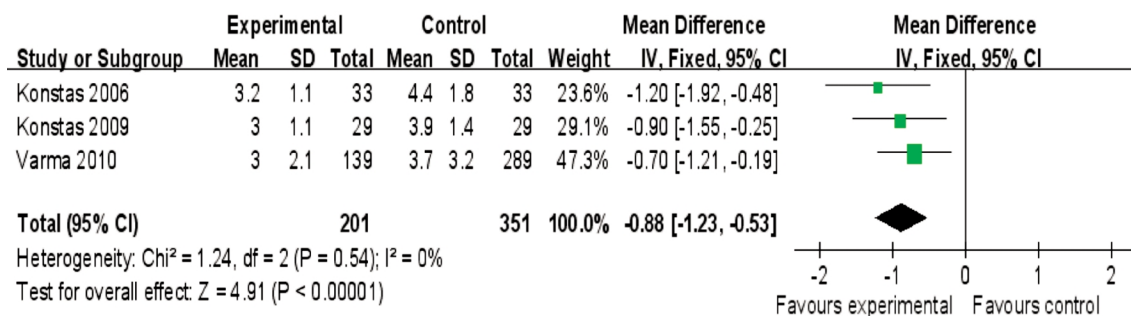 Experimental Control Mean Difference Mean Difference
Study or Subgroup Mean SD Total Mean SD Total Weight IV, Fixed, 95% CI IV, Fixed, 95% CI
Konstas 2006 3.2 1.1 33 4.4 1.8 33 23.6% -1.20 [-1.92, -0.48]
Konstas 2009 3 1.1 29 3.9 1.4 29 29.1% -0.90 [-1.55, -0.25]
Varma 2010 3 2.1 139 3.7 3.2 289 47.3% -0.70 [-1.21, -0.19]
Total (95% CI) 201 351 100.0% -0.88 [-1.23, -0.53]
Heterogeneity: Chi² = 1.24, df = 2 (P = 0.54); I² = 0%
Test for overall effect: Z = 4.91 (P < 0.00001)
-2 -1 0 1 2
Favours experimental Favours control